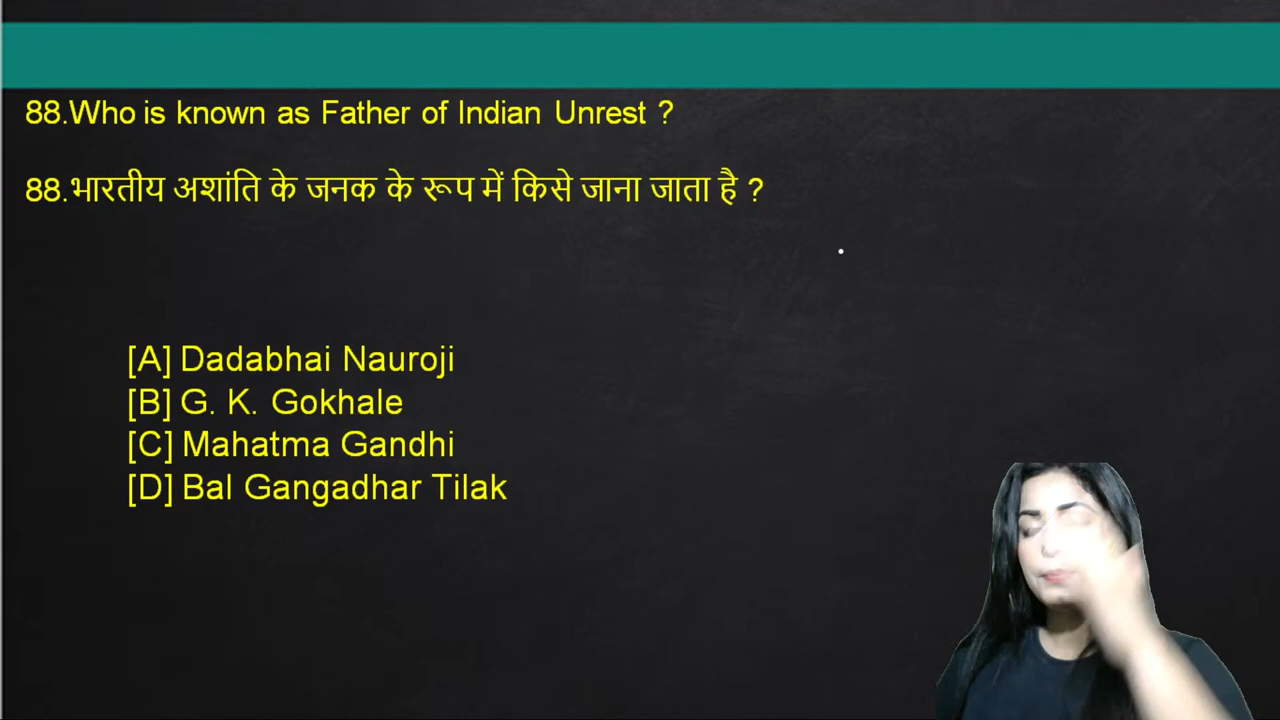 88.Who is known as Father of Indian Unrest ?
88.भारतीय अशांति के जनक के रूप में किसे जाना जाता है ?
[A] Dadabhai Nauroji
[B] G. K. Gokhale
[C] Mahatma Gandhi
[D] Bal Gangadhar Tilak